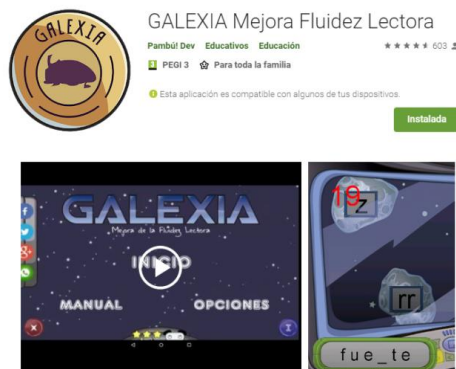 GALEXIA
GALEXIA Mejora Fluidez Lectora
Pambú! Dev Educativos Educación 603
3 PEGI 3 Para toda la familia
Esta aplicación es compatible con algunos de tus dispositivos.
Instalada
GALEXIA
Mejora de la Fluidez Lectora
INICIO
MANUAL OPCIONES
19
z
rr
fue_te